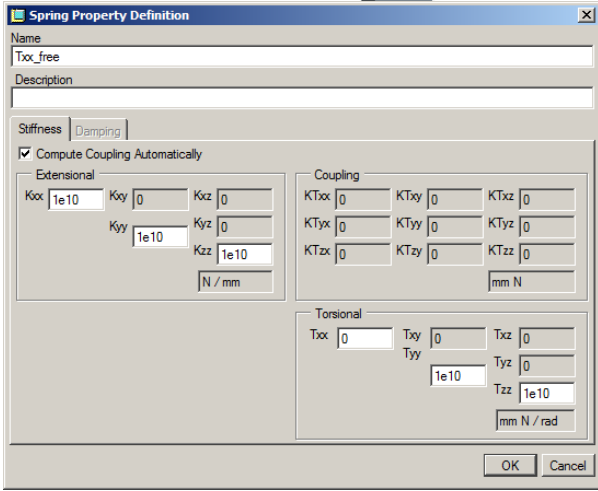 Spring Property Definition
Name
Txx_free
Description
Stiffness Damping
Compute Coupling Automatically
Extensional
Kxx 1e10 Kxy 0 Kxz 0
Kyy 1e10 Kyz 0
Kzz 1e10
N / mm
Coupling
KTxx 0 KTxy 0 KTxz 0
KTyx 0 KTyy 0 KTyz 0
KTzx 0 KTzy 0 KTzz 0
mm N
Torsional
Txx 0 Txy 0 Txz 0
Tyy 1e10 Tyz 0
Tzz 1e10
mm N / rad
OK Cancel